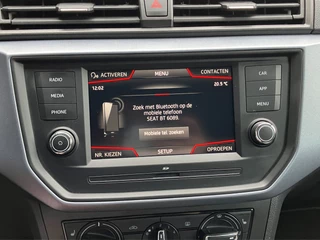 ACTIVEREN MENU CONTACTEN
12:02 20.5°C
RADIO
MEDIA
PHONE
Zoek met Bluetooth op de
mobiele telefoon
SEAT BT 6089.
Mobiele tel. zoeken
CAR
APP
MENU
NR. KIEZEN SETUP OPROEPEN